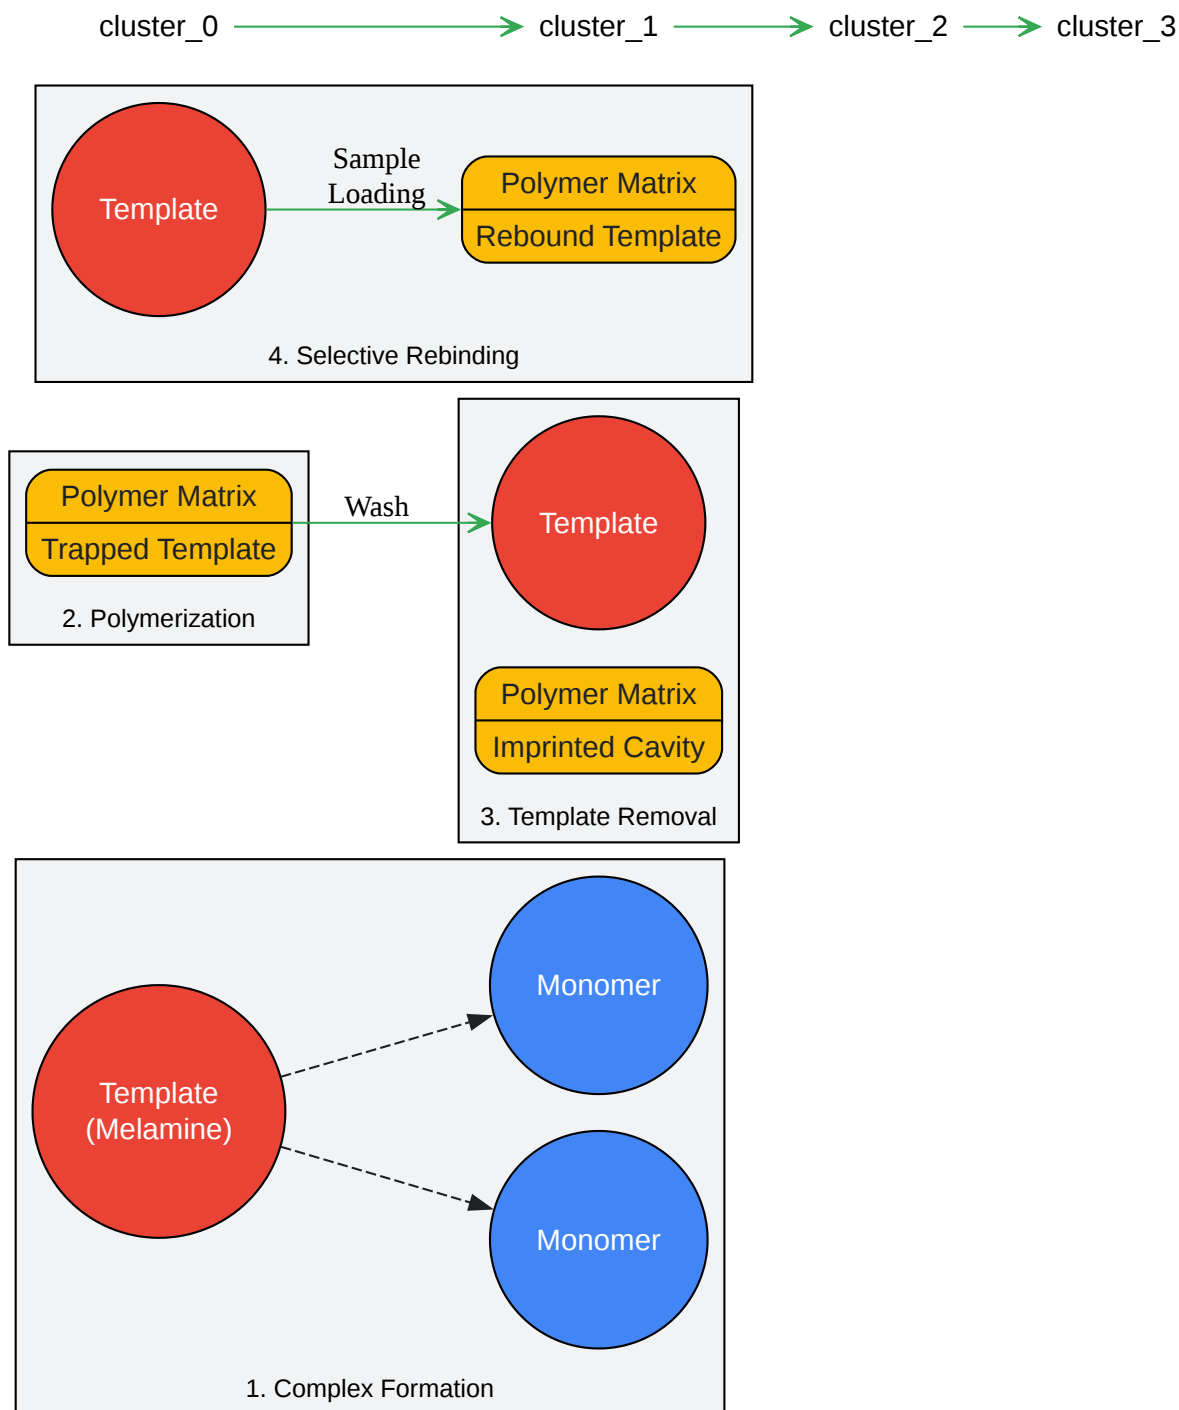 cluster_0
cluster_1
cluster_2
cluster_3
Template
Sample
Loading
Polymer Matrix
Rebound Template
4. Selective Rebinding
Polymer Matrix
Trapped Template
2. Polymerization
Wash
Template
Polymer Matrix
Imprinted Cavity
3. Template Removal
Template
(Melamine)
Monomer
Monomer
1. Complex Formation